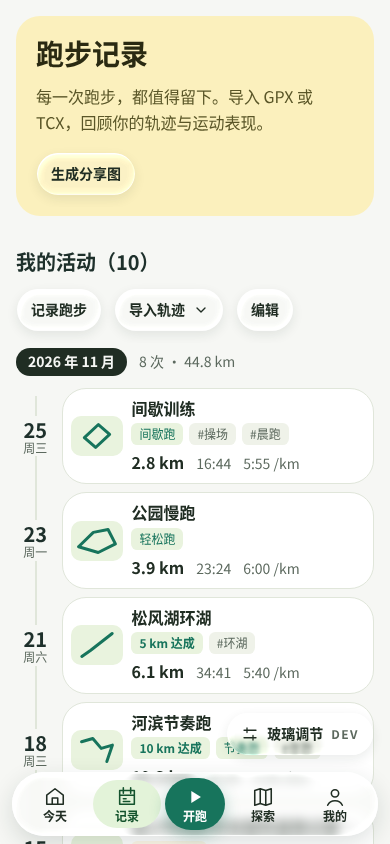 跑步记录
每一次跑步，都值得留下。导入 GPX 或
TCX，回顾你的轨迹与运动表现。
生成分享图
我的活动（10）
记录跑步 导入轨迹 编辑
2026 年 11 月 8 次 · 44.8 km
25
周三
间歇训练
间歇跑 #操场 #晨跑
2.8 km 16:44 5:55 /km
23
周一
公园慢跑
轻松跑
3.9 km 23:24 6:00 /km
21
周六
松风湖环湖
5 km 达成 #环湖
6.1 km 34:41 5:40 /km
18
周三
河滨节奏跑
10 km 达成
玻璃调节 DEV
今天 记录 开跑 探索 我的